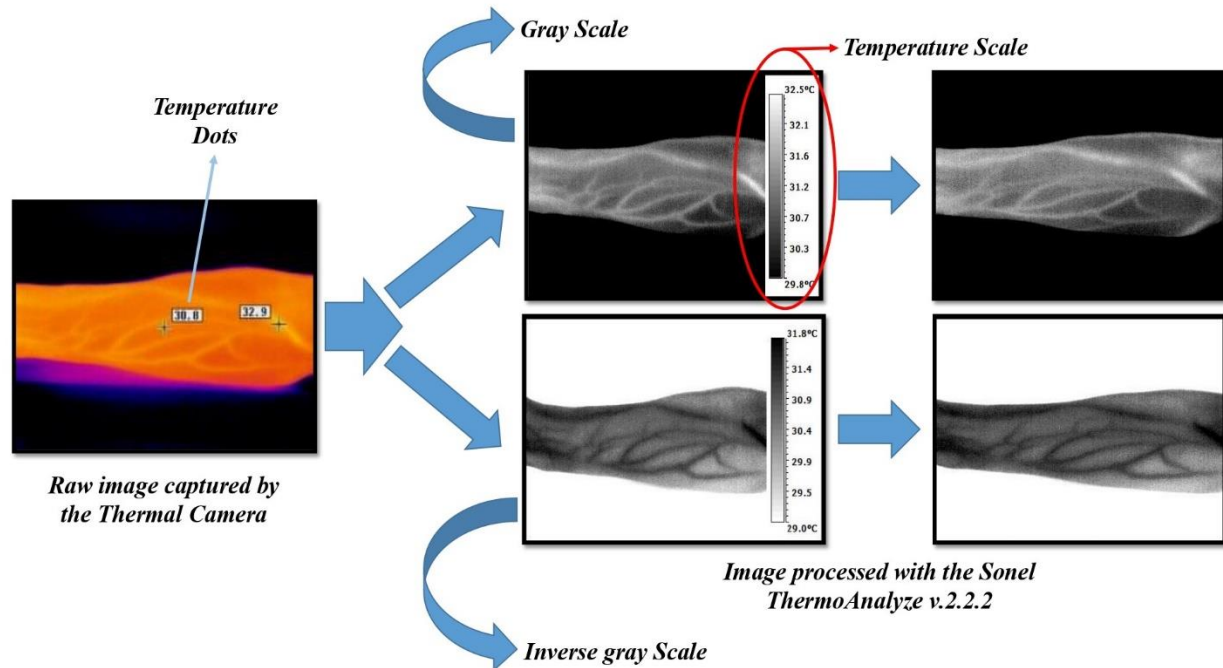 Gray Scale
Temperature Scale
Temperature
Dots
32.5°C
32.1
31.6
31.2
30.7
30.3
29.8°C
30.8
32.9
Raw image captured by
the Thermal Camera
31.8°C
31.4
30.9
30.4
29.9
29.5
29.0°C
Image processed with the Sonel
ThermoAnalyze v.2.2.2
Inverse gray Scale